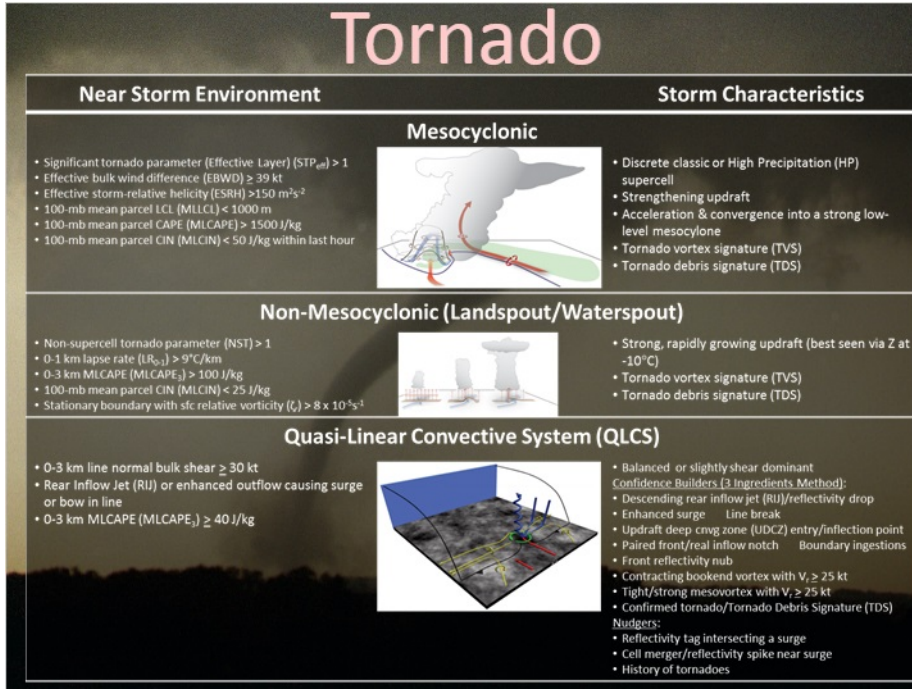 Tornado
Near Storm Environment
Storm Characteristics
Mesocyclonic
• Significant tornado parameter (Effective Layer) (STPeff) > 1
• Effective bulk wind difference (EBWD) ≥ 39 kt
• Effective storm-relative helicity (ESRH) >150 m²s⁻²
• 100-mb mean parcel LCL (MLLCL) < 1000 m
• 100-mb mean parcel CAPE (MLCAPE) > 1500 J/kg
• 100-mb mean parcel CIN (MLCIN) < 50 J/kg within last hour
• Discrete classic or High Precipitation (HP)
supercell
• Strengthening updraft
• Acceleration & convergence into a strong low-
level mesocylone
• Tornado vortex signature (TVS)
• Tornado debris signature (TDS)
Non-Mesocyclonic (Landspout/Waterspout)
• Non-supercell tornado parameter (NST) > 1
• 0-1 km lapse rate (LR₀₋₁) > 9°C/km
• 0-3 km MLCAPE (MLCAPE₃) > 100 J/kg
• 100-mb mean parcel CIN (MLCIN) < 25 J/kg
• Stationary boundary with sfc relative vorticity (ζr) > 8 x 10⁻⁵s⁻¹
• Strong, rapidly growing updraft (best seen via Z at
-10°C)
• Tornado vortex signature (TVS)
• Tornado debris signature (TDS)
Quasi-Linear Convective System (QLCS)
• 0-3 km line normal bulk shear ≥ 30 kt
• Rear Inflow Jet (RIJ) or enhanced outflow causing surge
or bow in line
• 0-3 km MLCAPE (MLCAPE₃) ≥ 40 J/kg
• Balanced or slightly shear dominant
Confidence Builders (3 Ingredients Method):
• Descending rear inflow jet (RIJ)/reflectivity drop
• Enhanced surge Line break
• Updraft deep cnvg zone (UDCZ) entry/inflection point
• Paired front/real inflow notch Boundary ingestions
• Front reflectivity nub
• Contracting bookend vortex with Vr ≥ 25 kt
• Tight/strong mesovortex with Vr ≥ 25 kt
• Confirmed tornado/Tornado Debris Signature (TDS)
Nudgers:
• Reflectivity tag intersecting a surge
• Cell merger/reflectivity spike near surge
• History of tornadoes